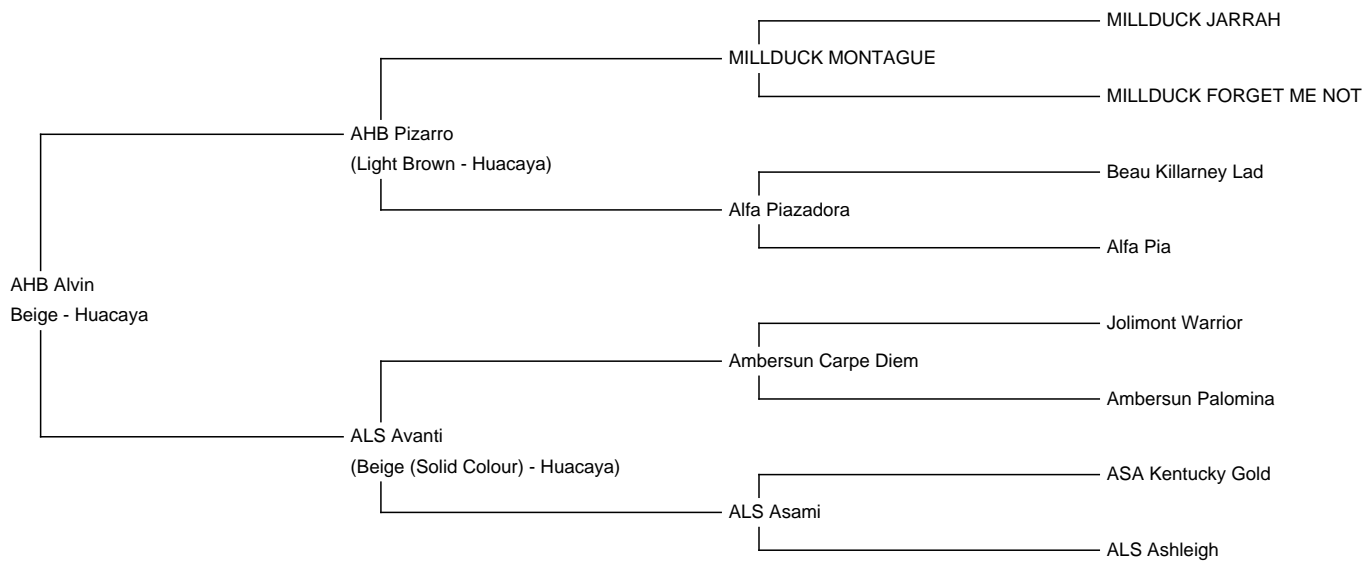 MILLDUCK JARRAH
MILLDUCK MONTAGUE
MILLDUCK FORGET ME NOT
AHB Pizarro
(Light Brown - Huacaya)
Beau Killarney Lad
Alfa Piazadora
Alfa Pia
AHB Alvin
Beige - Huacaya
Jolimont Warrior
Ambersun Carpe Diem
Ambersun Palomina
ALS Avanti
(Beige (Solid Colour) - Huacaya)
ASA Kentucky Gold
ALS Asami
ALS Ashleigh